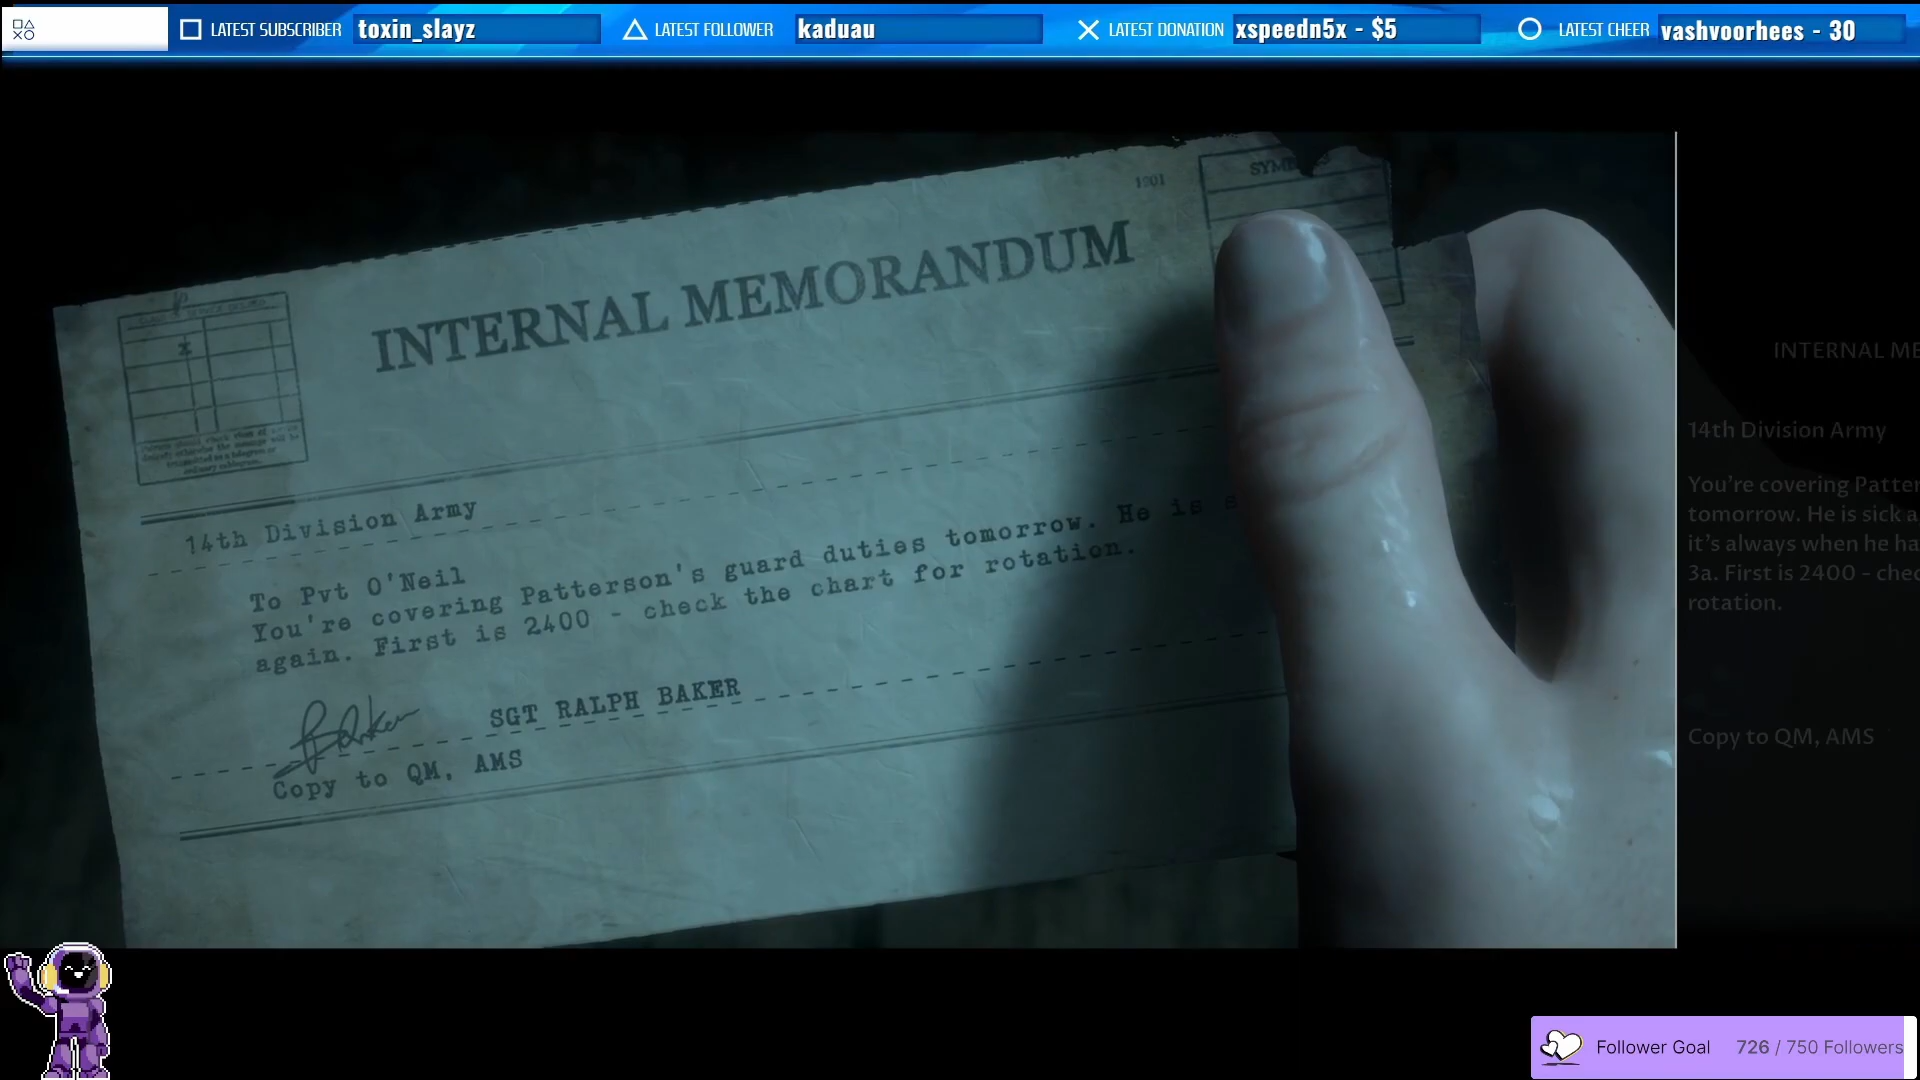 LATEST SUBSCRIBER toxin_slayz LATEST FOLLOWER kaduau LATEST DONATION xspeedn5x - $5 LATEST CHEER vashvoorhees - 30
1901
INTERNAL MEMORANDUM
X
14th Division Army
To Pvt O'Neil
You're covering Patterson's guard duties tomorrow. He is s
again. First is 2400 - check the chart for rotation.
Baker
SGT RALPH BAKER
Copy to QM, AMS
INTERNAL ME
14th Division Army
You're covering Patter
tomorrow. He is sick a
it's always when he ha
3a. First is 2400 - chec
rotation.
Copy to QM, AMS
Follower Goal 726 / 750 Followers